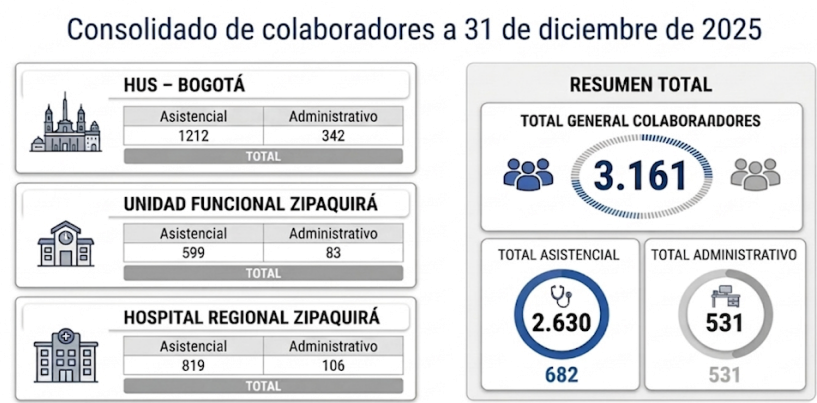 Consolidado de colaboradores a 31 de diciembre de 2025
HUS – BOGOTÁ
Asistencial Administrativo
1212 342
TOTAL
UNIDAD FUNCIONAL ZIPAQUIRÁ
Asistencial Administrativo
599 83
TOTAL
HOSPITAL REGIONAL ZIPAQUIRÁ
Asistencial Administrativo
819 106
TOTAL
RESUMEN TOTAL
TOTAL GENERAL COLABORADORES
3.161
TOTAL ASISTENCIAL
2.630
682
TOTAL ADMINISTRATIVO
531
531